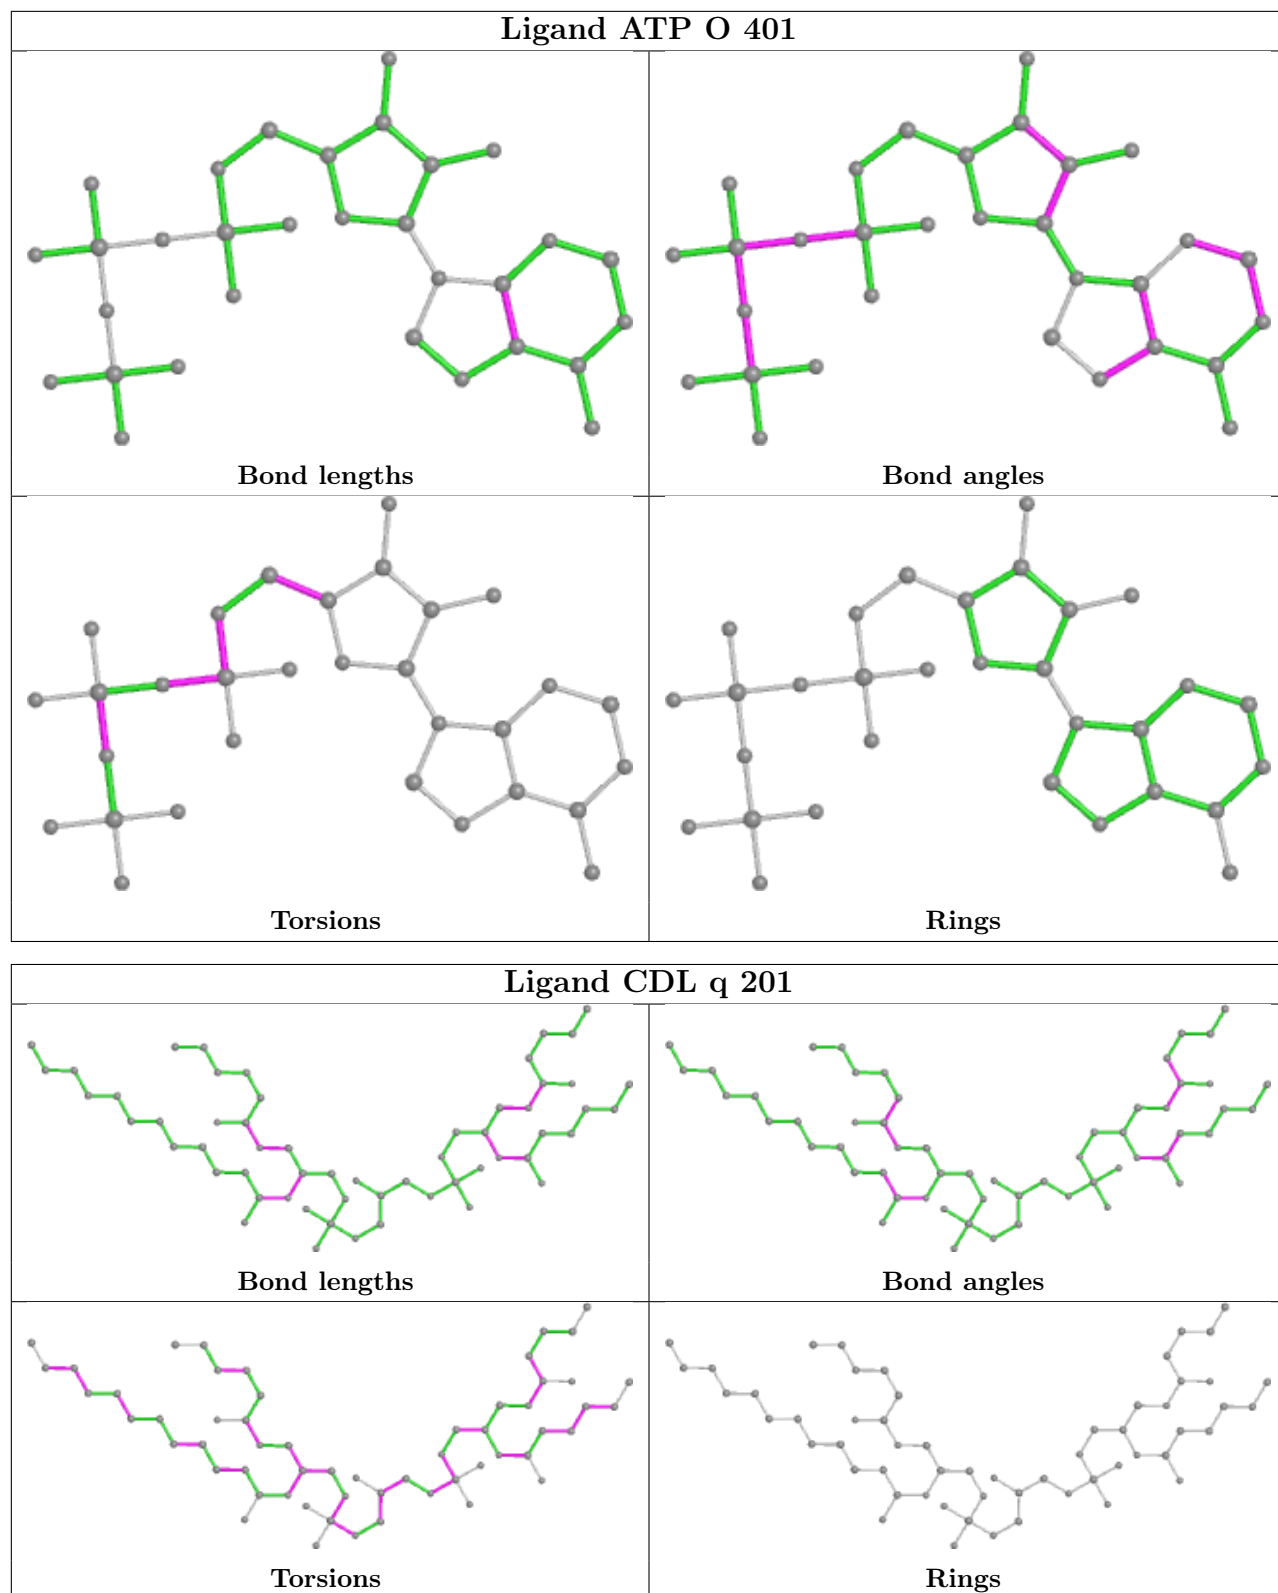 Ligand ATP O 401
Bond lengths
Bond angles
Torsions
Rings
Ligand CDL q 201
Bond lengths
Bond angles
Torsions
Rings